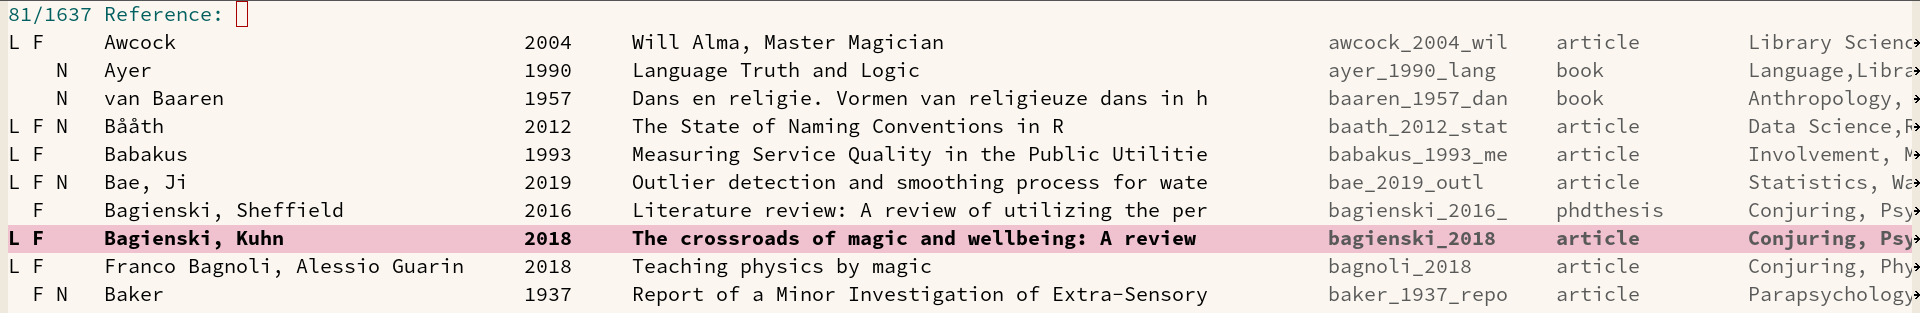 81/1637 Reference:
L F Awcock 2004 Will Alma, Master Magician awcock_2004_wil article Library Scienc
N Ayer 1990 Language Truth and Logic ayer_1990_lang book Language,Libra
N van Baaren 1957 Dans en religie. Vormen van religieuze dans in h baaren_1957_dan book Anthropology,
L F N Bååth 2012 The State of Naming Conventions in R baath_2012_stat article Data Science,R
L F Babakus 1993 Measuring Service Quality in the Public Utilitie babakus_1993_me article Involvement, M
L F N Bae, Ji 2019 Outlier detection and smoothing process for wate bae_2019_outl article Statistics, Wa
F Bagienski, Sheffield 2016 Literature review: A review of utilizing the per bagienski_2016_ phdthesis Conjuring, Psy
L F Bagienski, Kuhn 2018 The crossroads of magic and wellbeing: A review bagienski_2018 article Conjuring, Psy
L F Franco Bagnoli, Alessio Guarin 2018 Teaching physics by magic bagnoli_2018 article Conjuring, Phy
F N Baker 1937 Report of a Minor Investigation of Extra-Sensory baker_1937_repo article Parapsychology